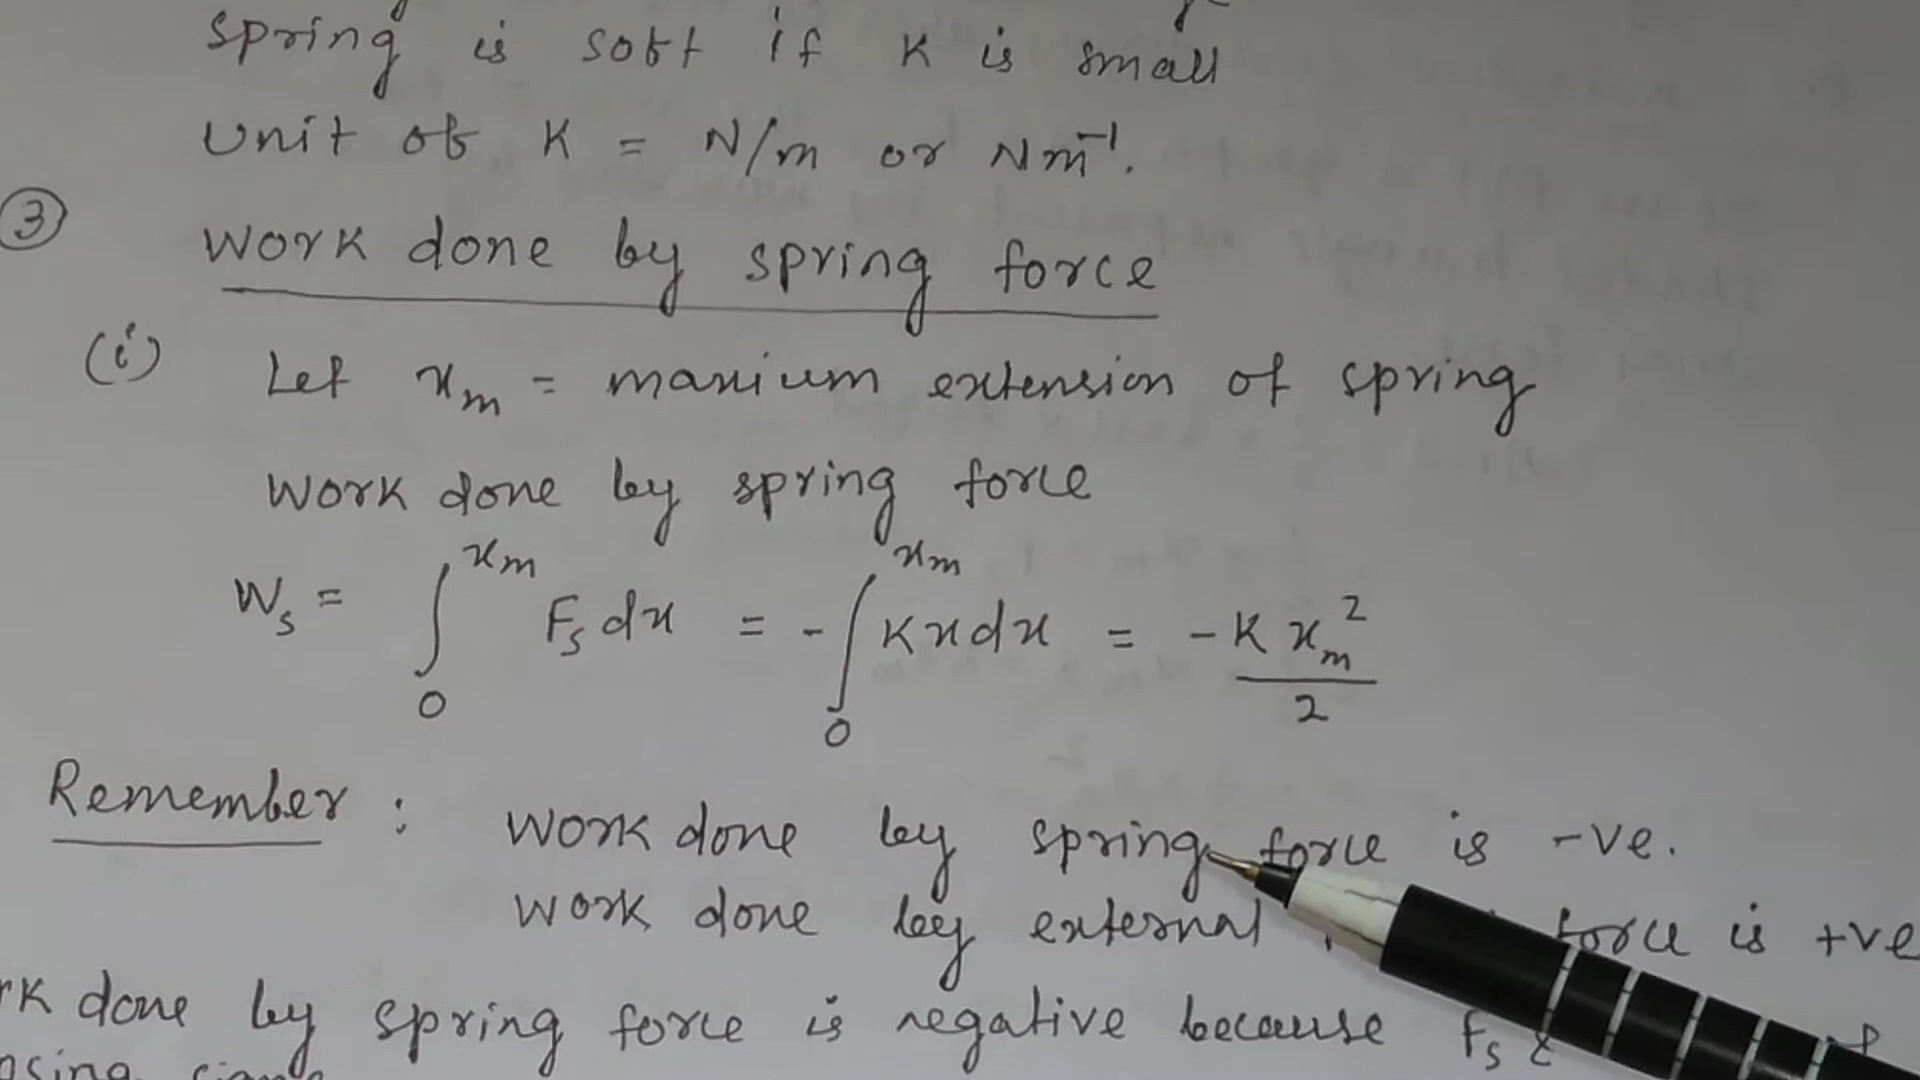 spring is soft if K is small
Unit of K = N/m or Nm⁻¹.
③ Work done by spring force
(i) Let xₘ = maxium extension of spring
Work done by spring force
Wₛ = ∫₀^xₘ Fₛ dx = - ∫₀^xₘ Kx dx = -K xₘ² / 2
Remember : Work done by spring force is -ve.
Work done by external force is +ve
rk done by spring force is negative because Fₛ &
osing signs